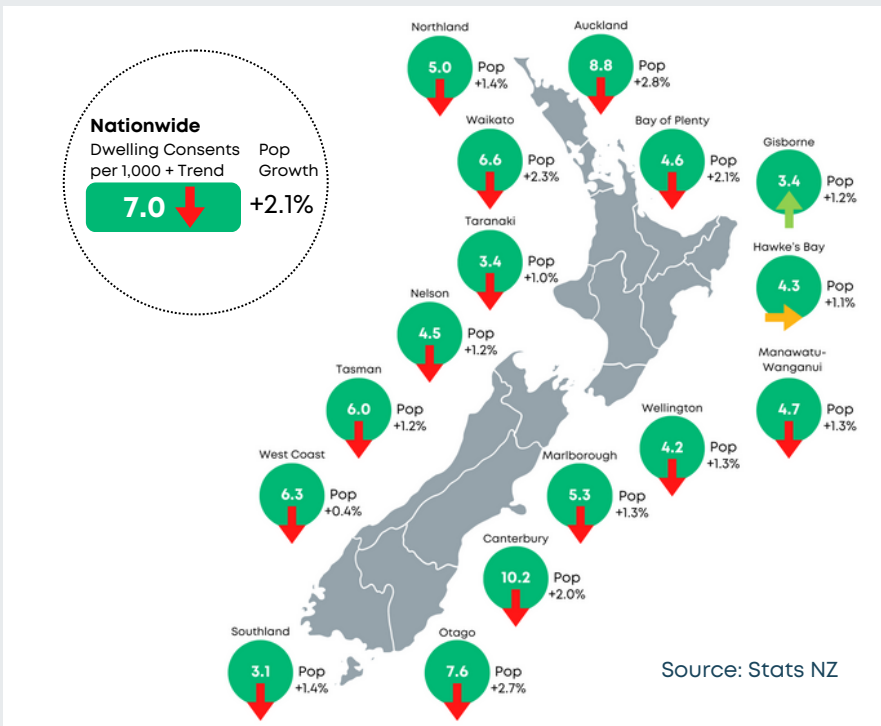 Nationwide
Dwelling Consents
per 1,000 + Trend
Pop
Growth
7.0
+2.1%
Northland
5.0
Pop
+1.4%
Auckland
8.8
Pop
+2.8%
Waikato
6.6
Pop
+2.3%
Bay of Plenty
4.6
Pop
+2.1%
Gisborne
3.4
Pop
+1.2%
Taranaki
3.4
Pop
+1.0%
Hawke's Bay
4.3
Pop
+1.1%
Nelson
4.5
Pop
+1.2%
Manawatu-
Wanganui
4.7
Pop
+1.3%
Tasman
6.0
Pop
+1.2%
Wellington
4.2
Pop
+1.3%
West Coast
6.3
Pop
+0.4%
Marlborough
5.3
Pop
+1.3%
Canterbury
10.2
Pop
+2.0%
Southland
3.1
Pop
+1.4%
Otago
7.6
Pop
+2.7%
Source: Stats NZ